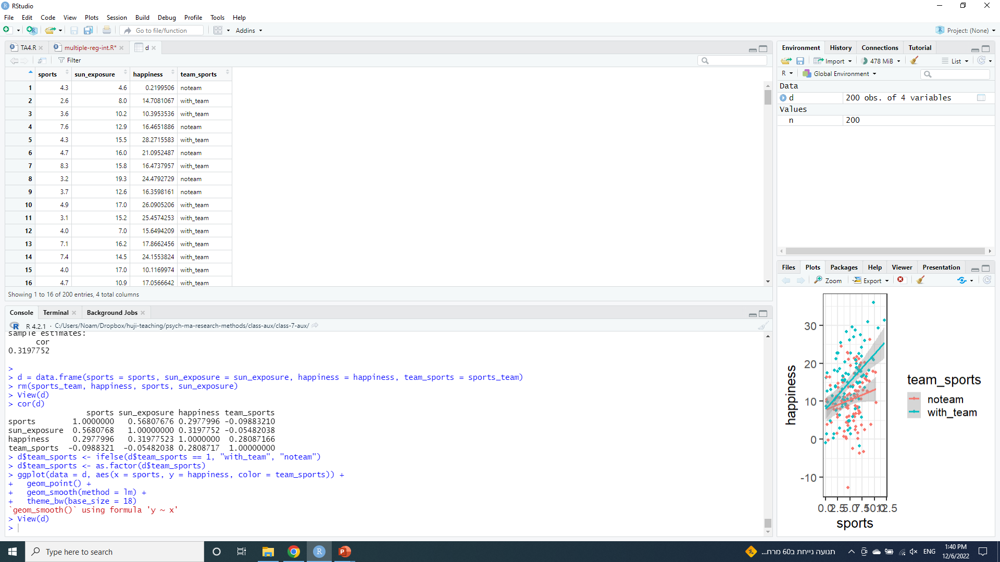 RStudio
File Edit Code View Plots Session Build Debug Profile Tools Help
Go to file/function Addins Project: (None)
TA4.R multiple-reg-int.R* d
Filter
sports sun_exposure happiness team_sports
1 4.3 4.6 0.2199506 noteam
2 2.6 8.0 14.7081067 with_team
3 3.6 10.2 10.3953536 with_team
4 7.6 12.9 16.4651886 noteam
5 4.3 15.5 28.2715583 with_team
6 4.7 16.0 21.0952487 noteam
7 8.3 15.8 16.4737957 with_team
8 3.2 19.3 24.4792729 noteam
9 3.7 12.6 16.3598161 noteam
10 4.9 17.0 26.0905206 with_team
11 3.1 15.2 25.4574253 with_team
12 4.0 7.0 15.6494209 with_team
13 7.1 16.2 17.8662456 with_team
14 7.4 14.5 24.1553824 with_team
15 4.0 17.0 10.1169974 with_team
16 4.7 10.9 17.0566642 with_team
Showing 1 to 16 of 200 entries, 4 total columns
Console Terminal Background Jobs
R 4.2.1 · C:/Users/Noam/Dropbox/huji-teaching/psych-ma-research-methods/class-aux/class-7-aux/
sample estimates:
cor
0.3197752
>
> d = data.frame(sports = sports, sun_exposure = sun_exposure, happiness = happiness, team_sports = sports_team)
> rm(sports_team, happiness, sports, sun_exposure)
> View(d)
> cor(d)
sports sun_exposure happiness team_sports
sports 1.0000000 0.56807676 0.2977996 -0.09883210
sun_exposure 0.5680768 1.00000000 0.3197752 -0.05482038
happiness 0.2977996 0.31977523 1.0000000 0.28087166
team_sports -0.0988321 -0.05482038 0.2808717 1.00000000
> d$team_sports <- ifelse(d$team_sports == 1, "with_team", "noteam")
> d$team_sports <- as.factor(d$team_sports)
> ggplot(data = d, aes(x = sports, y = happiness, color = team_sports)) +
+ geom_point() +
+ geom_smooth(method = lm) +
+ theme_bw(base_size = 18)
`geom_smooth()` using formula 'y ~ x'
> View(d)
>
Environment History Connections Tutorial
Import 478 MiB List
R Global Environment
Data
d 200 obs. of 4 variables
Values
n 200
Files Plots Packages Help Viewer Presentation
Zoom Export
30
20
10
0
-10
happiness
0.0 2.5 5.0 7.5 10.0 12.5
sports
team_sports
noteam
with_team
Type here to search
תנועה נייחת ב60 מרח...
ENG
1:40 PM
12/6/2022